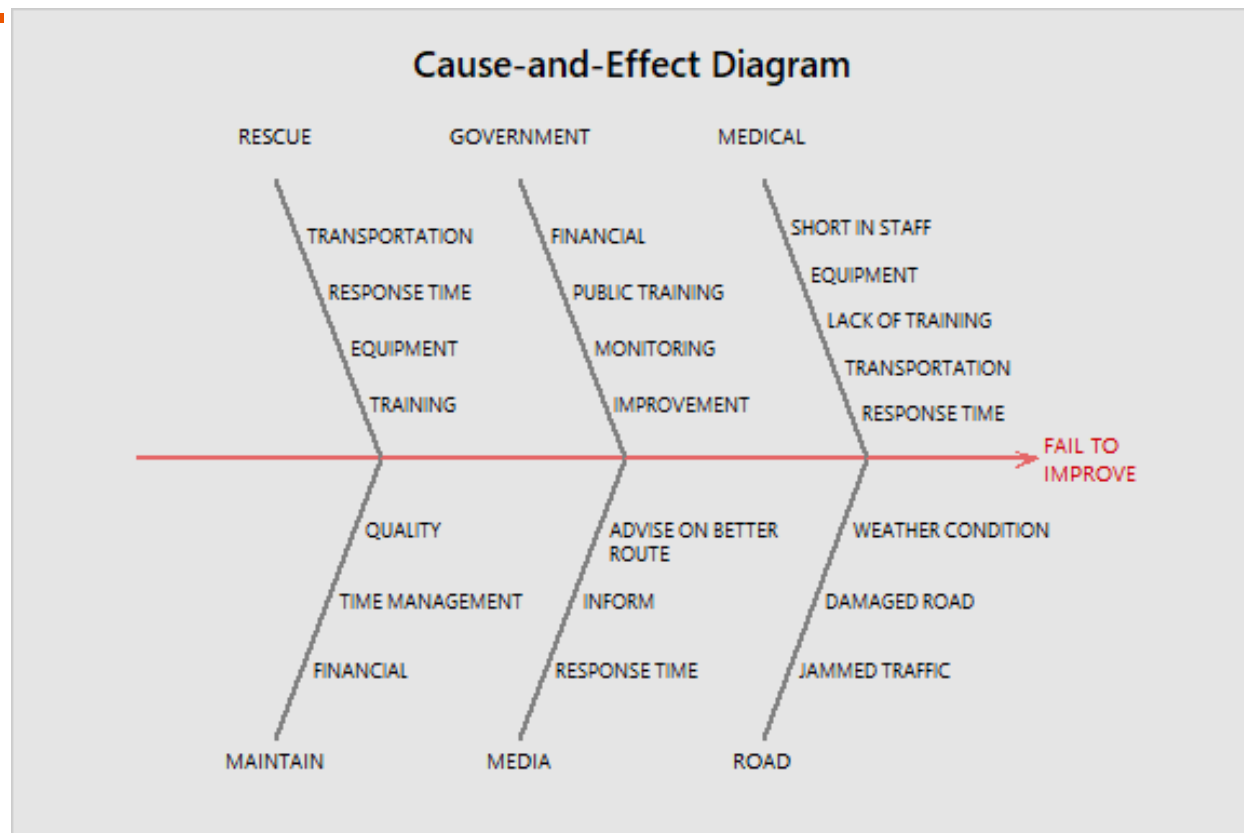 Cause-and-Effect Diagram
RESCUE
GOVERNMENT
MEDICAL
TRANSPORTATION
RESPONSE TIME
EQUIPMENT
TRAINING
FINANCIAL
PUBLIC TRAINING
MONITORING
IMPROVEMENT
SHORT IN STAFF
EQUIPMENT
LACK OF TRAINING
TRANSPORTATION
RESPONSE TIME
FAIL TO
IMPROVE
QUALITY
TIME MANAGEMENT
FINANCIAL
ADVISE ON BETTER
ROUTE
INFORM
RESPONSE TIME
WEATHER CONDITION
DAMAGED ROAD
JAMMED TRAFFIC
MAINTAIN
MEDIA
ROAD